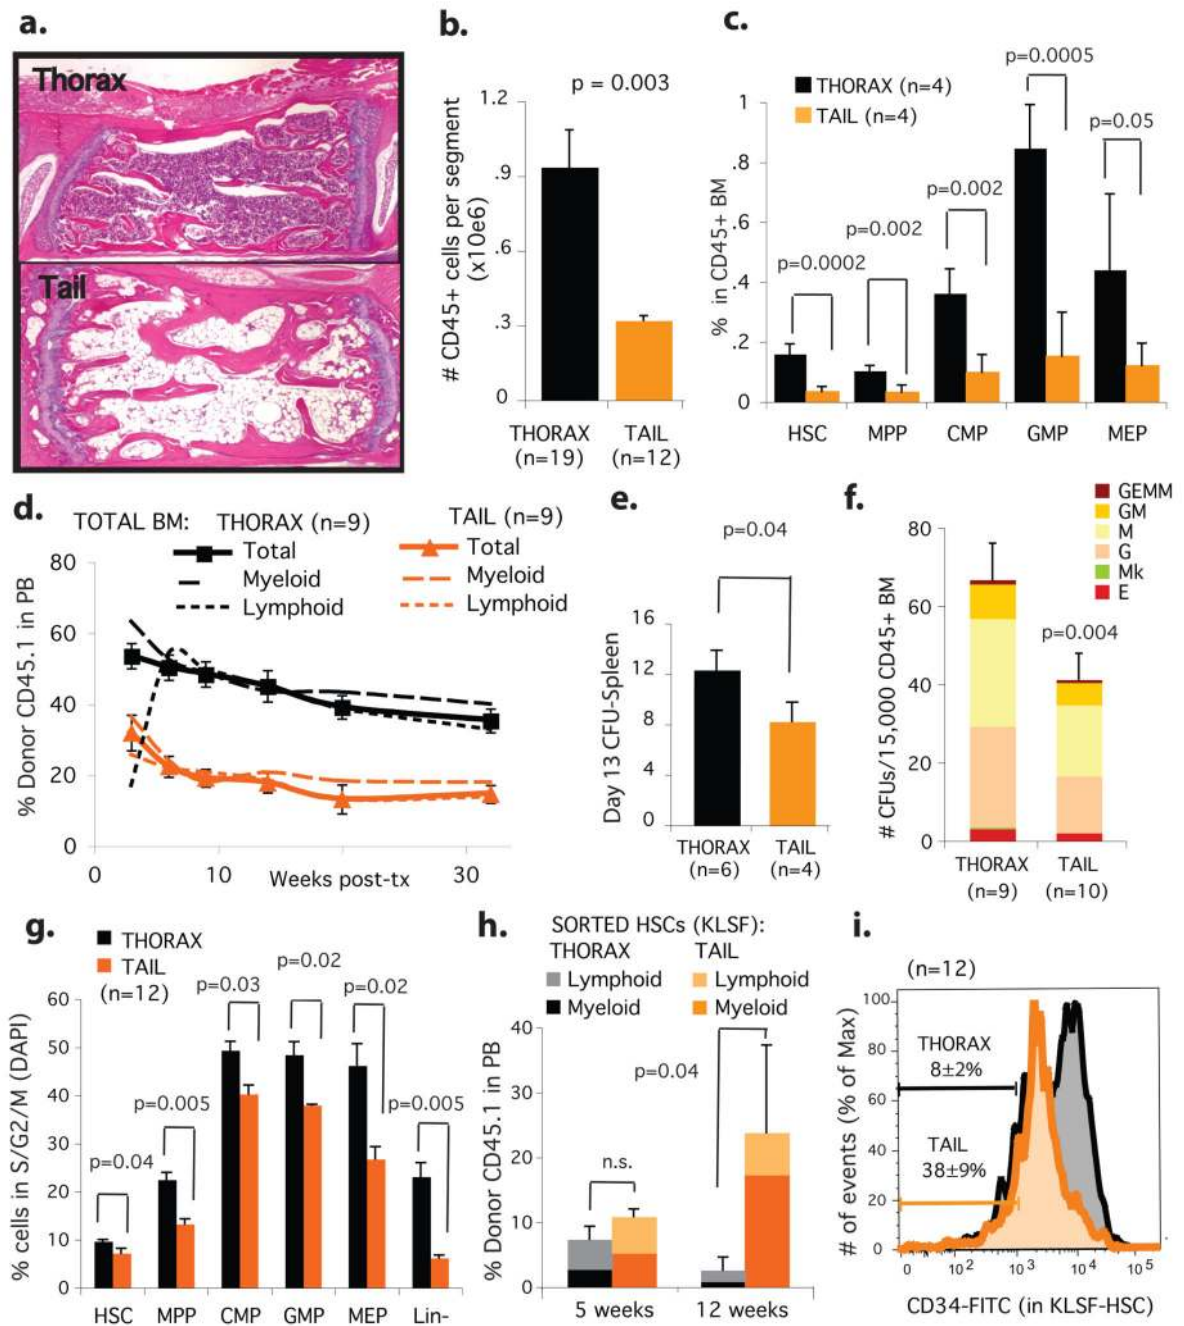 a.
Thorax
Tail
b.
p = 0.003
# CD45+ cells per segment
(x10e6)
1.2
.9
.6
.3
0
THORAX
(n=19)
TAIL
(n=12)
c.
THORAX (n=4)
TAIL (n=4)
p=0.0002
p=0.002
p=0.002
p=0.0005
p=0.05
% in CD45+ BM
1
.8
.6
.4
.2
0
HSC
MPP
CMP
GMP
MEP
d.
TOTAL BM:
THORAX (n=9)
Total
Myeloid
Lymphoid
TAIL (n=9)
Total
Myeloid
Lymphoid
% Donor CD45.1 in PB
80
60
40
20
0
0
10
Weeks post-tx
30
e.
p=0.04
Day 13 CFU-Spleen
16
12
8
4
0
THORAX
(n=6)
TAIL
(n=4)
f.
GEMM
GM
M
G
Mk
E
p=0.004
# CFUs/15,000 CD45+ BM
80
60
40
20
0
THORAX
(n=9)
TAIL
(n=10)
g.
THORAX
TAIL
(n=12)
p=0.04
p=0.005
p=0.03
p=0.02
p=0.02
p=0.005
% cells in S/G2/M (DAPI)
60
50
40
30
20
10
0
HSC
MPP
CMP
GMP
MEP
Lin-
h.
SORTED HSCs (KLSF):
THORAX
Lymphoid
Myeloid
TAIL
Lymphoid
Myeloid
n.s.
p=0.04
% Donor CD45.1 in PB
40
30
20
10
0
5 weeks
12 weeks
i.
(n=12)
THORAX
8±2%
TAIL
38±9%
# of events (% of Max)
100
80
60
40
20
0
0
10²
10³
10⁴
10⁵
CD34-FITC (in KLSF-HSC)